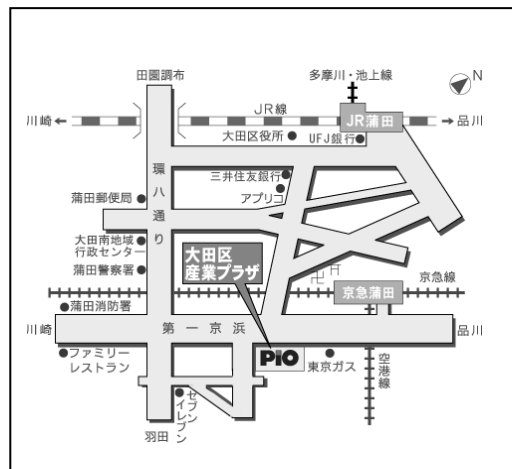 田園調布
多摩川・池上線
N
川崎
JR線
JR蒲田
品川
大田区役所
UFJ銀行
環八通り
三井住友銀行
アプリコ
蒲田郵便局
大田南地域
行政センター
蒲田警察署
大田区
産業プラザ
卍
京急線
京急蒲田
蒲田消防署
川崎
第一京浜
品川
ファミリー
レストラン
PiO
東京ガス
空港線
セブン
イレブン
羽田